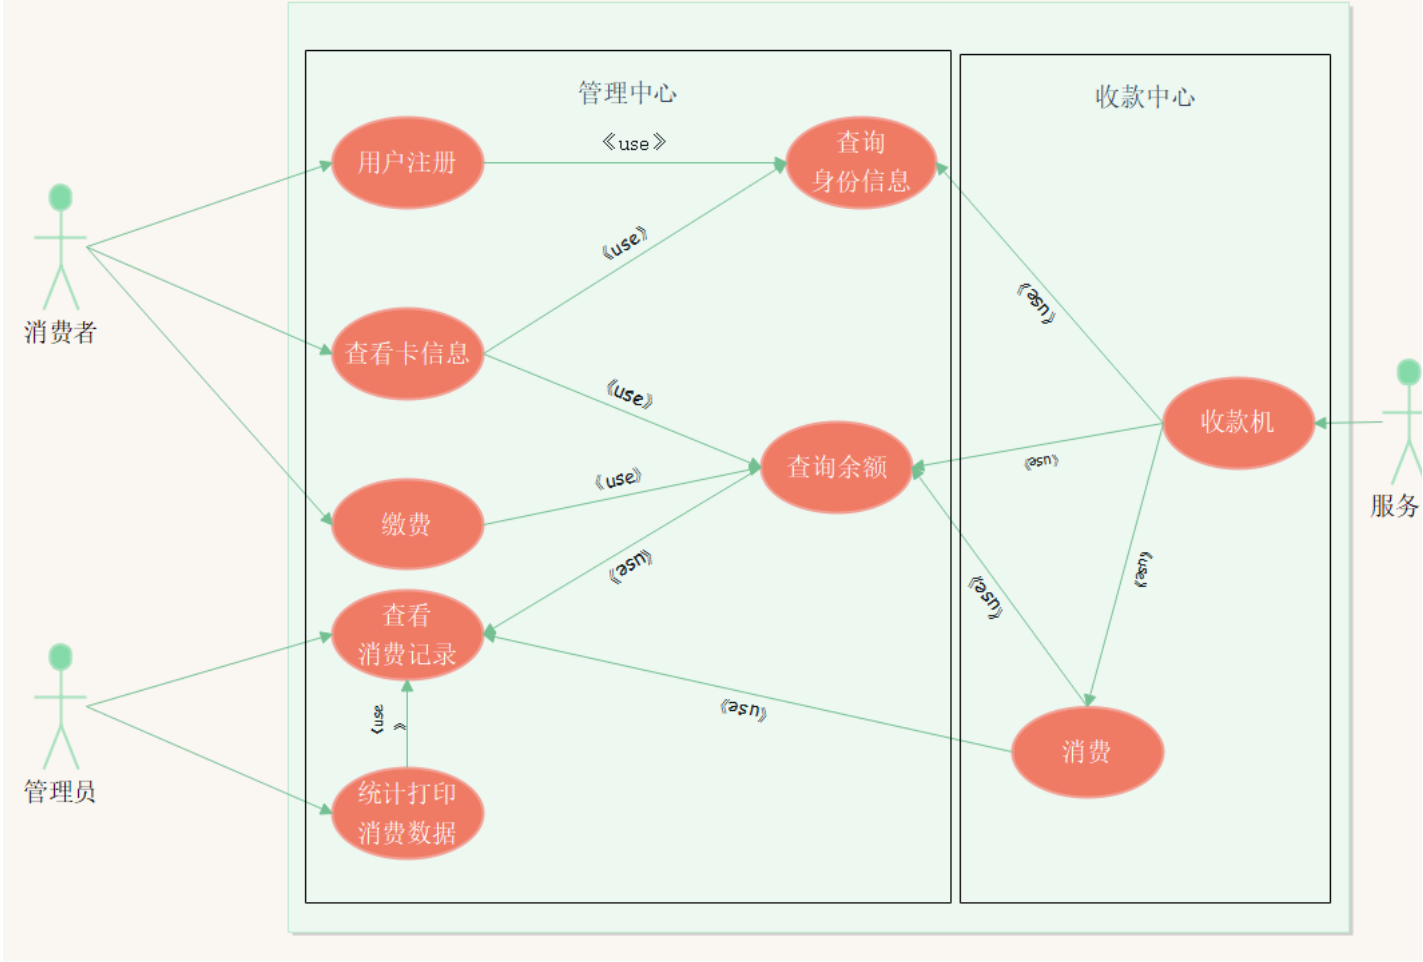 管理中心
收款中心
用户注册
《use》
查询
身份信息
《use》
《use》
消费者
查看卡信息
《use》
收款机
查询余额
《use》
《use》
服务
缴费
《use》
《use》
《use》
查看
消费记录
《use
》
《use》
消费
管理员
统计打印
消费数据